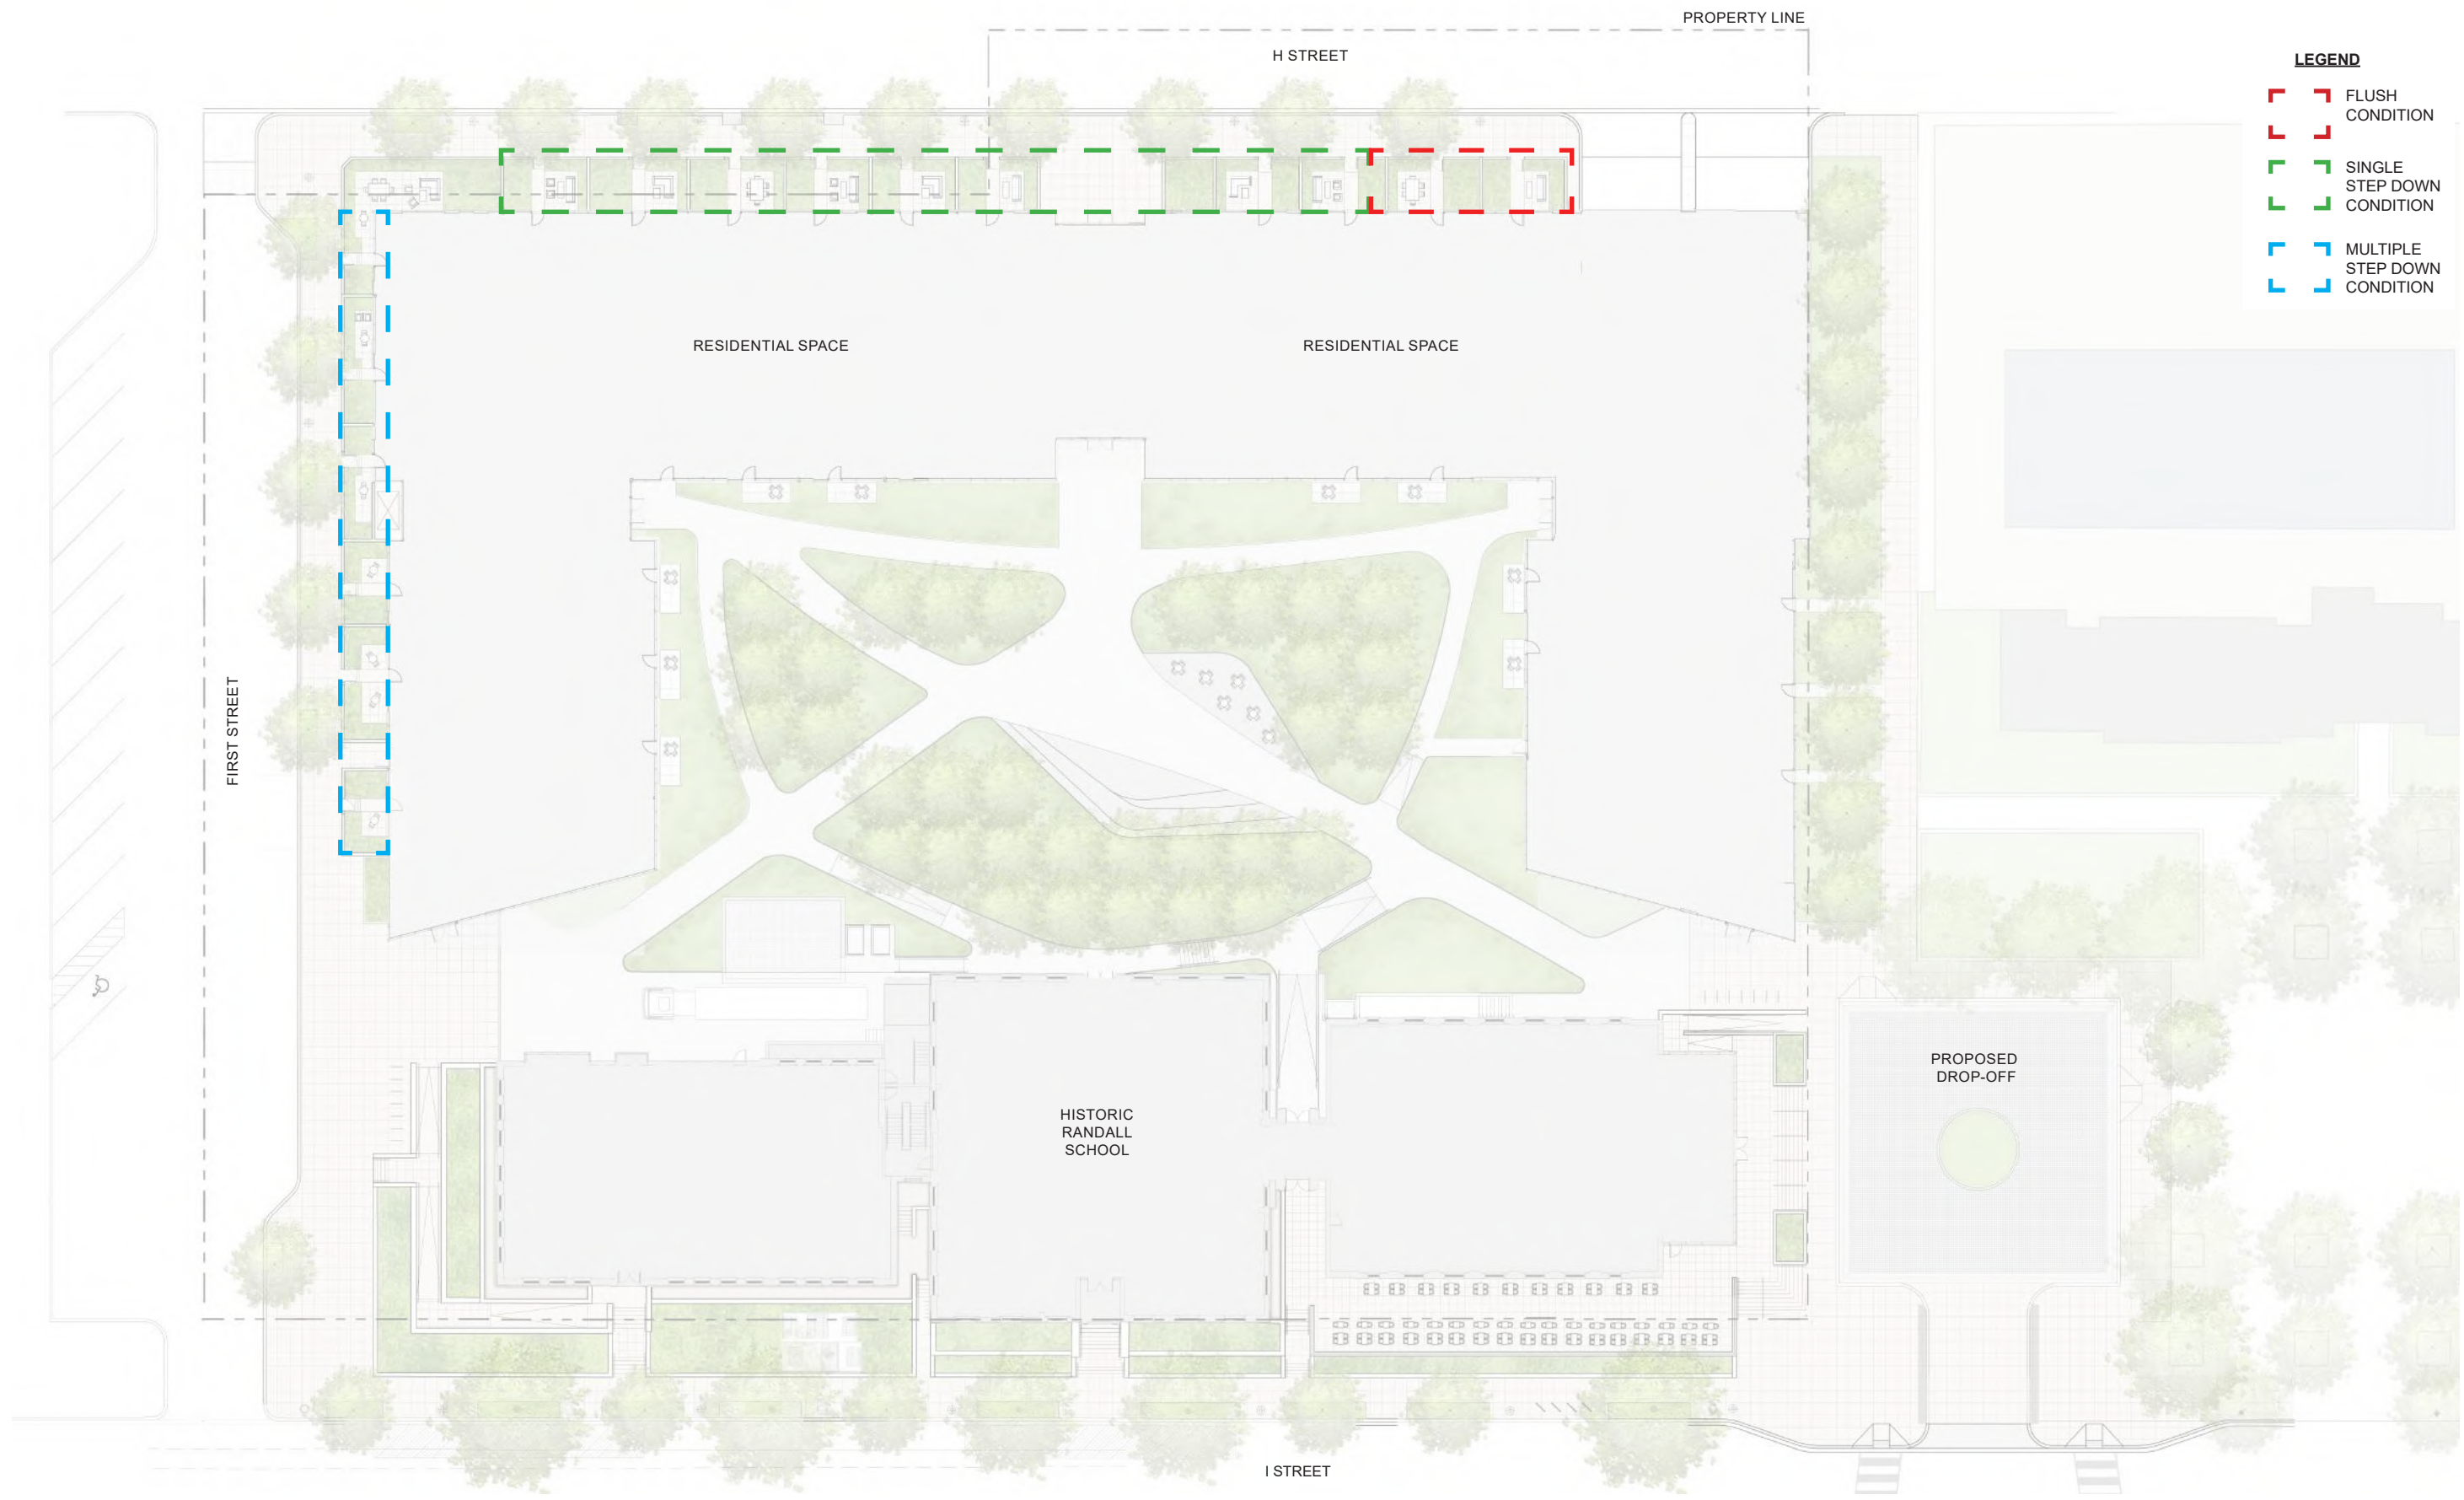 PROPERTY LINE
H STREET
LEGEND
FLUSH
CONDITION
SINGLE
STEP DOWN
CONDITION
MULTIPLE
STEP DOWN
CONDITION
RESIDENTIAL SPACE
RESIDENTIAL SPACE
FIRST STREET
PROPOSED
DROP-OFF
HISTORIC
RANDALL
SCHOOL
I STREET